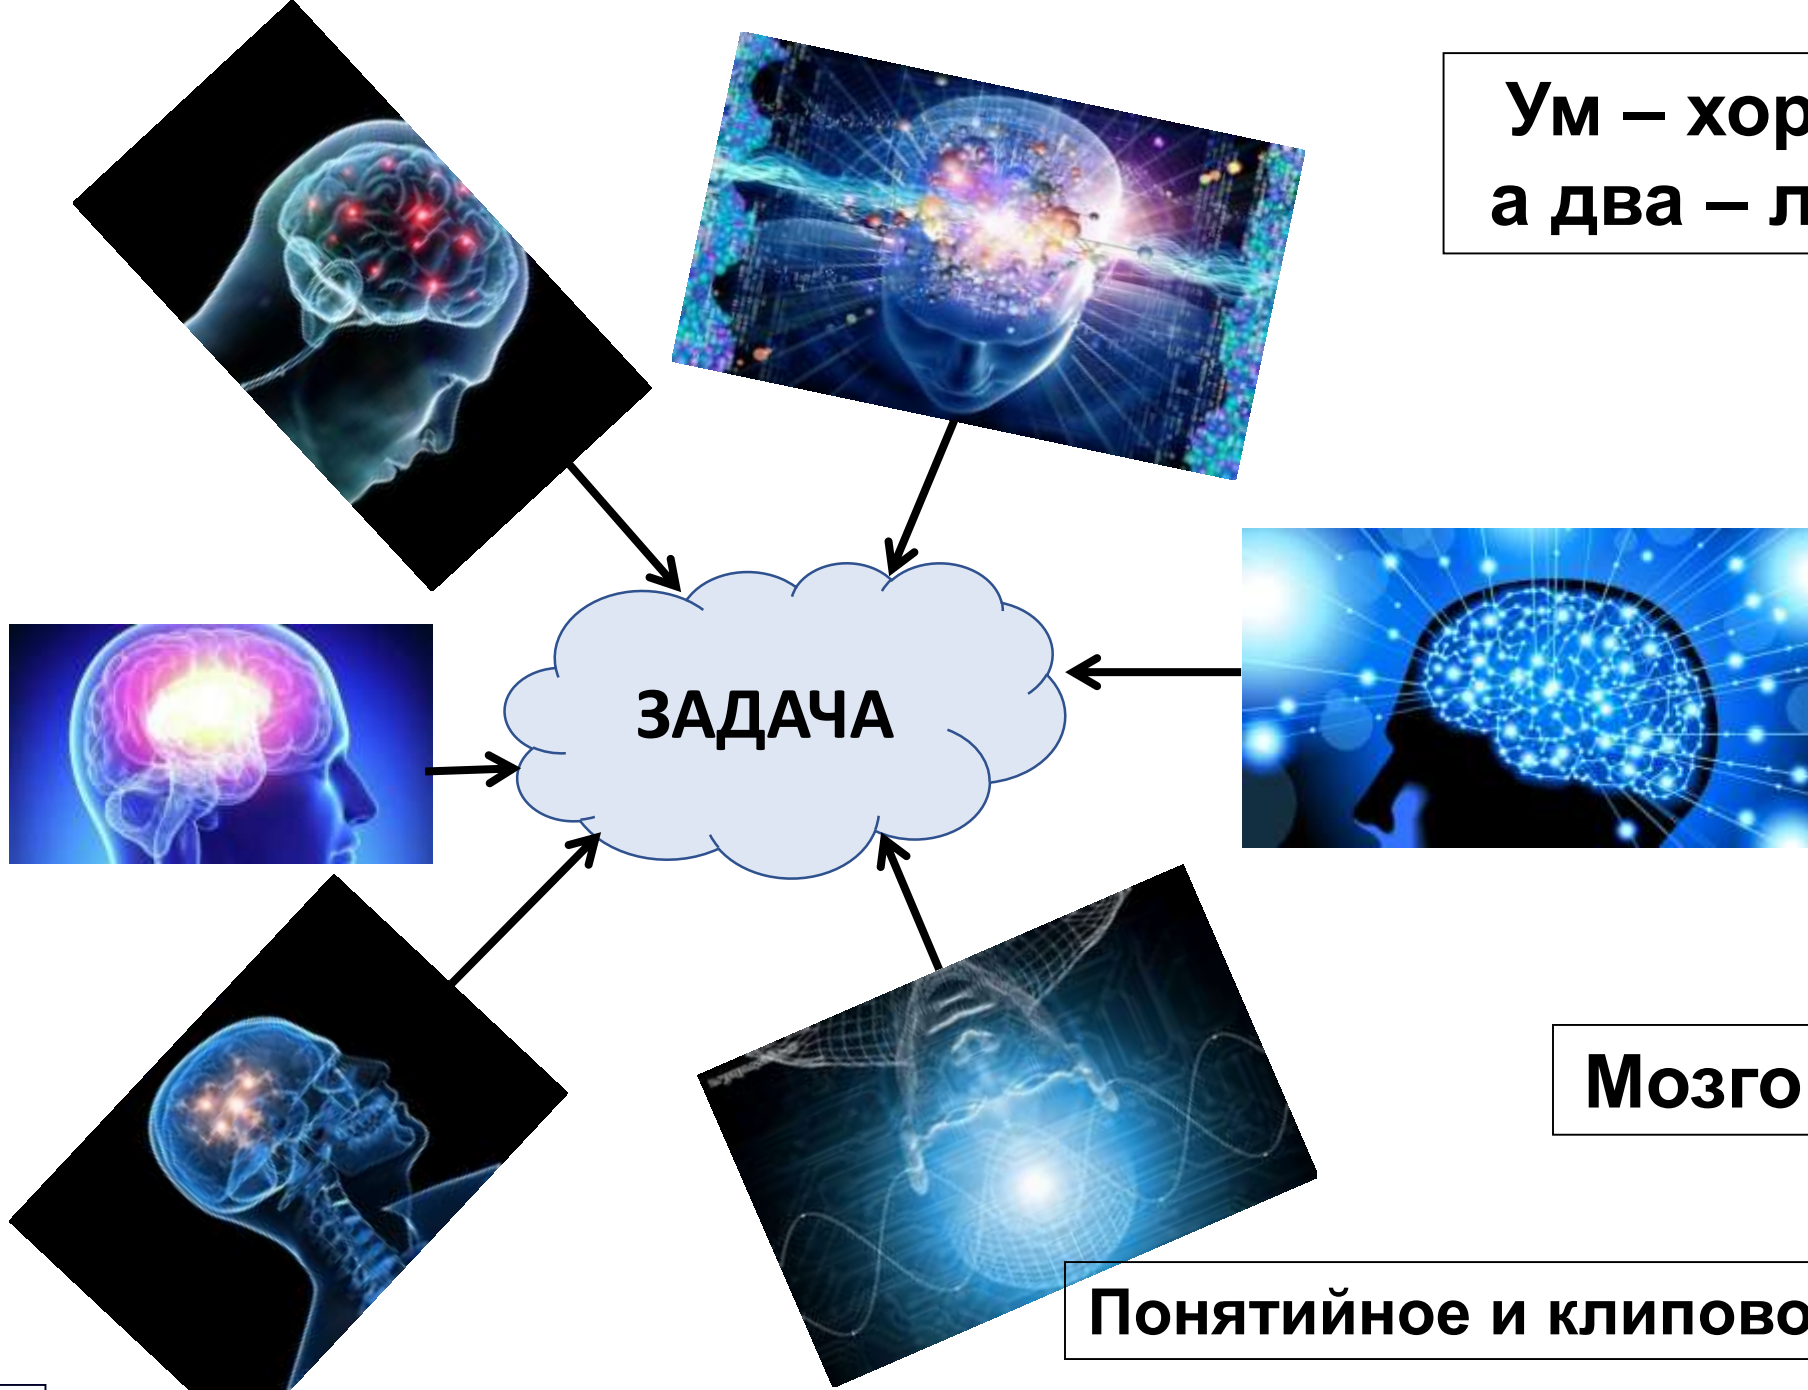 Ум – хор
а два – л
ЗАДАЧА
Мозго
Понятийное и клипово